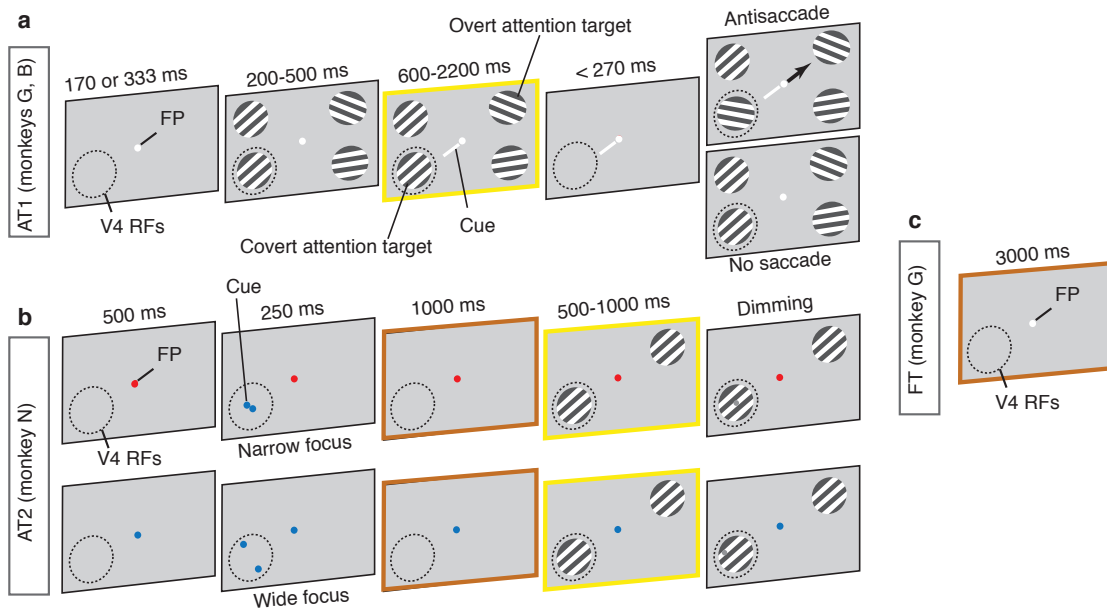 a
AT1 (monkeys G, B)
170 or 333 ms
FP
V4 RFs
200-500 ms
600-2200 ms
Overt attention target
Covert attention target
Cue
< 270 ms
Antisaccade
No saccade
b
AT2 (monkey N)
500 ms
FP
V4 RFs
Cue
250 ms
Narrow focus
Wide focus
1000 ms
500-1000 ms
Dimming
c
FT (monkey G)
3000 ms
FP
V4 RFs